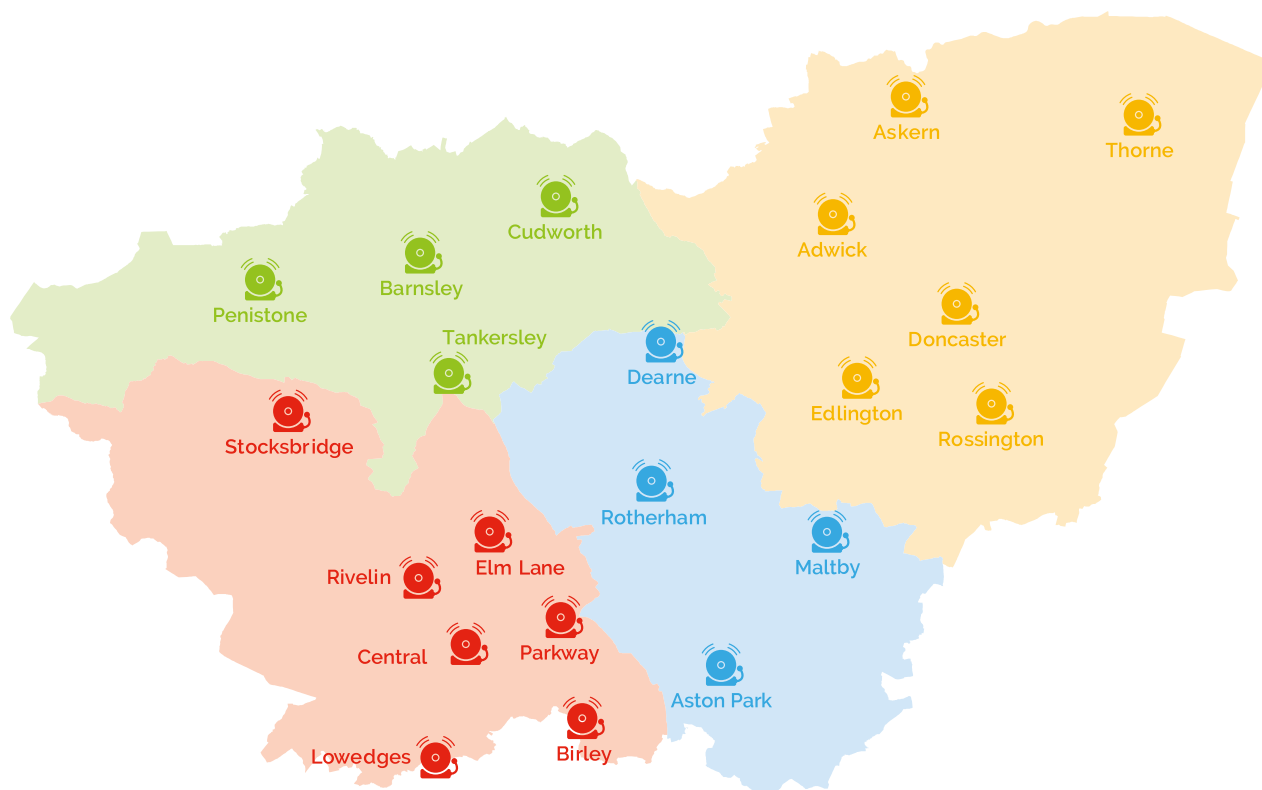 Askern
Thorne
Cudworth
Adwick
Barnsley
Penistone
Tankersley
Doncaster
Dearne
Edlington
Rossington
Stocksbridge
Rotherham
Elm Lane
Maltby
Rivelin
Parkway
Central
Aston Park
Birley
Lowedges